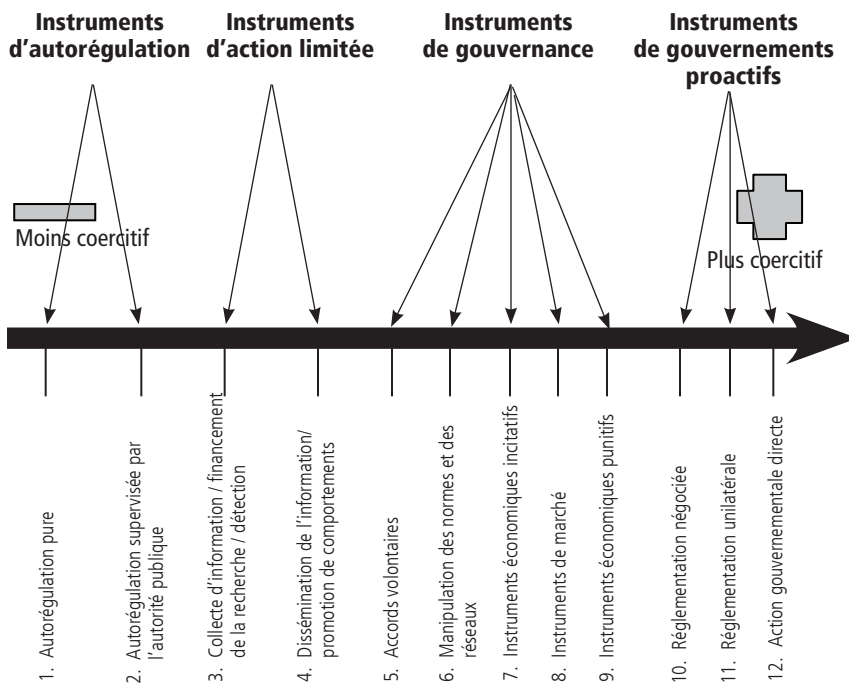 Instruments
d'autorégulation
Instruments
d'action limitée
Instruments
de gouvernance
Instruments
de gouvernements
proactifs
Moins coercitif
Plus coercitif
1. Autorégulation pure
2. Autorégulation supervisée par
l'autorité publique
3. Collecte d'information / financement
de la recherche / détection
4. Dissémination de l'information/
promotion de comportements
5. Accords volontaires
6. Manipulation des normes et des
réseaux
7. Instruments économiques incitatifs
8. Instruments de marché
9. Instruments économiques punitifs
10. Réglementation négociée
11. Réglementation unilatérale
12. Action gouvernementale directe